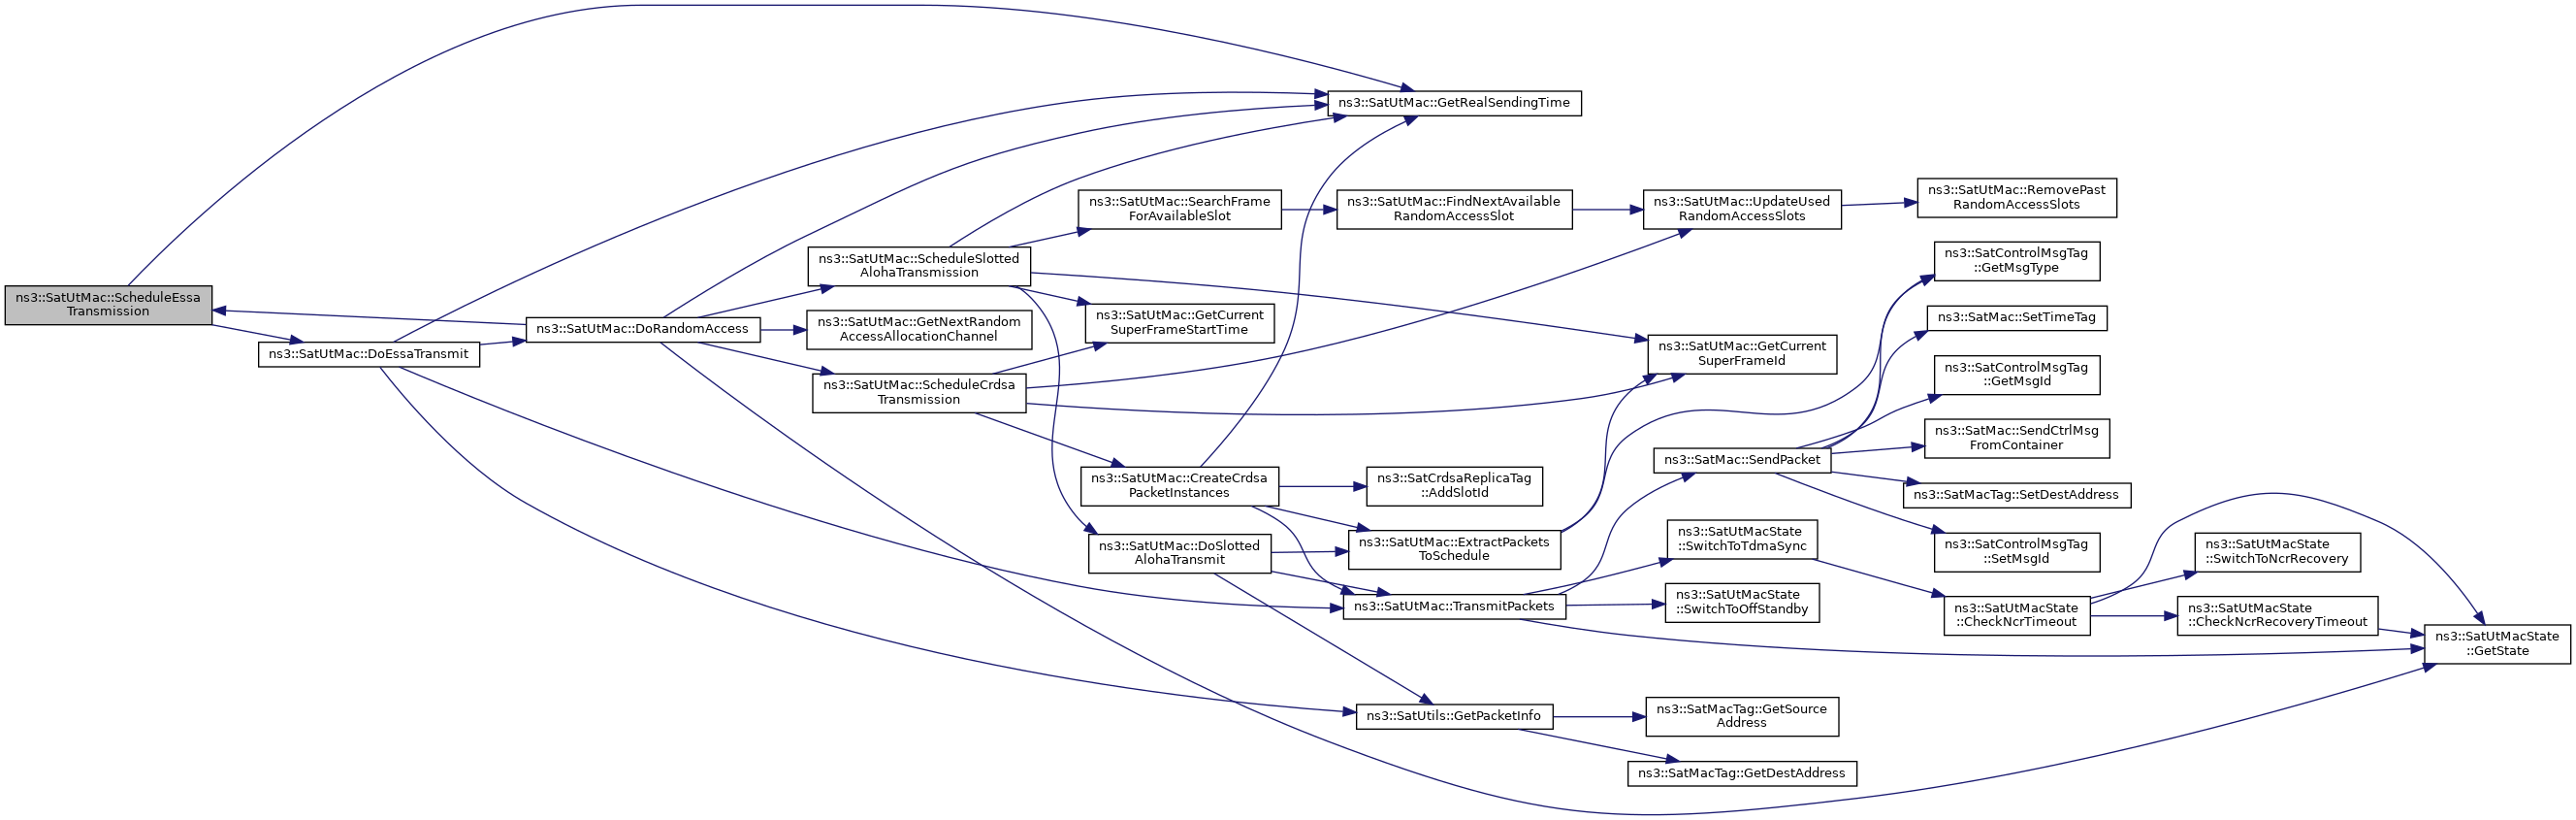 ns3::SatUtMac::ScheduleEssa
Transmission
ns3::SatUtMac::DoEssaTransmit
ns3::SatUtMac::DoRandomAccess
ns3::SatUtMac::ScheduleSlotted
AlohaTransmission
ns3::SatUtMac::GetNextRandom
AccessAllocationChannel
ns3::SatUtMac::ScheduleCrdsa
Transmission
ns3::SatUtMac::SearchFrame
ForAvailableSlot
ns3::SatUtMac::GetCurrent
SuperFrameStartTime
ns3::SatUtMac::CreateCrdsa
PacketInstances
ns3::SatUtMac::DoSlotted
AlohaTransmit
ns3::SatUtMac::GetRealSendingTime
ns3::SatUtMac::FindNextAvailable
RandomAccessSlot
ns3::SatCrdsaReplicaTag
::AddSlotId
ns3::SatUtMac::ExtractPackets
ToSchedule
ns3::SatUtMac::TransmitPackets
ns3::SatUtils::GetPacketInfo
ns3::SatUtMac::UpdateUsed
RandomAccessSlots
ns3::SatUtMac::GetCurrent
SuperFrameId
ns3::SatMac::SendPacket
ns3::SatUtMacState
::SwitchToTdmaSync
ns3::SatUtMacState
::SwitchToOffStandby
ns3::SatMacTag::GetSource
Address
ns3::SatMacTag::GetDestAddress
ns3::SatUtMac::RemovePast
RandomAccessSlots
ns3::SatControlMsgTag
::GetMsgType
ns3::SatMac::SetTimeTag
ns3::SatControlMsgTag
::GetMsgId
ns3::SatMac::SendCtrlMsg
FromContainer
ns3::SatMacTag::SetDestAddress
ns3::SatControlMsgTag
::SetMsgId
ns3::SatUtMacState
::CheckNcrTimeout
ns3::SatUtMacState
::SwitchToNcrRecovery
ns3::SatUtMacState
::CheckNcrRecoveryTimeout
ns3::SatUtMacState
::GetState